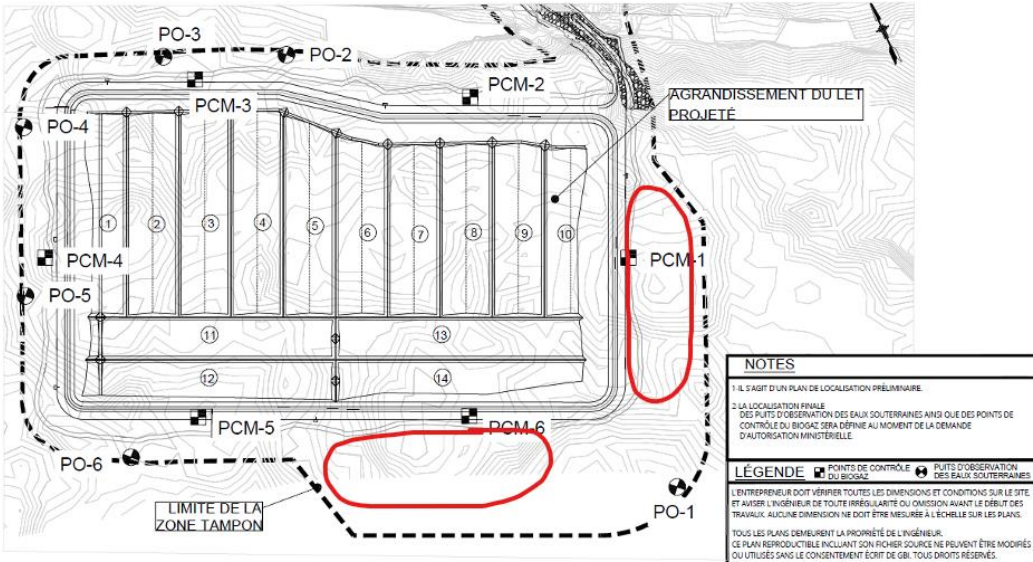 PO-3
PO-2
PCM-3
PCM-2
AGRANDISSEMENT DU LET
PROJETÉ
PO-4
1
2
3
4
5
6
7
8
9
10
PCM-4
PCM-1
PO-5
11
13
12
14
PCM-5
PCM-6
PO-6
LIMITE DE LA
ZONE TAMPON
PO-1
NOTES
1-IL S'AGIT D'UN PLAN DE LOCALISATION PRÉLIMINAIRE.
2-LA LOCALISATION FINALE
DES PUITS D'OBSERVATION DES EAUX SOUTERRAINES AINSI QUE DES POINTS DE
CONTRÔLE DU BIOGAZ SERA DÉFINIE AU MOMENT DE LA DEMANDE
D'AUTORISATION MINISTÉRIELLE.
LÉGENDE
POINTS DE CONTRÔLE
DU BIOGAZ
PUITS D'OBSERVATION
DES EAUX SOUTERRAINES
L'ENTREPRENEUR DOIT VÉRIFIER TOUTES LES DIMENSIONS ET CONDITIONS SUR LE SITE,
ET AVISER L'INGÉNIEUR DE TOUTE IRRÉGULARITÉ OU OMISSION AVANT LE DÉBUT DES
TRAVAUX. AUCUNE DIMENSION NE DOIT ÊTRE MESURÉE À L'ÉCHELLE SUR LES PLANS.
TOUS LES PLANS DEMEURENT LA PROPRIÉTÉ DE L'INGÉNIEUR.
CE PLAN REPRODUCTIBLE INCLUANT SON FICHIER SOURCE NE PEUVENT ÊTRE MODIFIÉS
OU UTILISÉS SANS LE CONSENTEMENT ÉCRIT DE GBI. TOUS DROITS RÉSERVÉS.